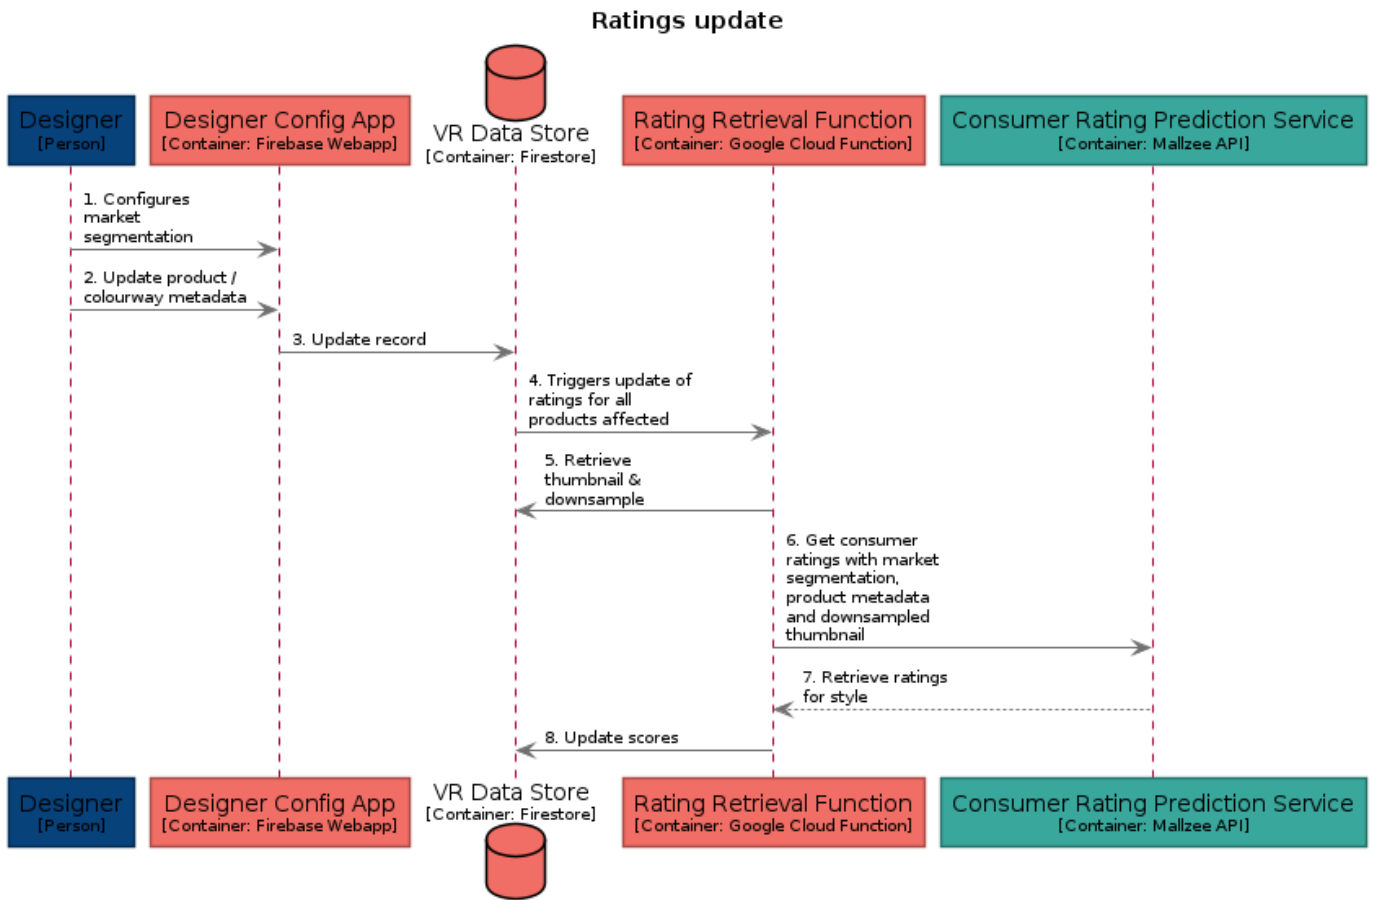 Ratings update
Designer
[Person]
Designer Config App
[Container: Firebase Webapp]
VR Data Store
[Container: Firestore]
Rating Retrieval Function
[Container: Google Cloud Function]
Consumer Rating Prediction Service
[Container: Mallzee API]
1. Configures
market
segmentation
2. Update product /
colourway metadata
3. Update record
4. Triggers update of
ratings for all
products affected
5. Retrieve
thumbnail &
downsample
6. Get consumer
ratings with market
segmentation,
product metadata
and downsampled
thumbnail
7. Retrieve ratings
for style
8. Update scores
Designer
[Person]
Designer Config App
[Container: Firebase Webapp]
VR Data Store
[Container: Firestore]
Rating Retrieval Function
[Container: Google Cloud Function]
Consumer Rating Prediction Service
[Container: Mallzee API]